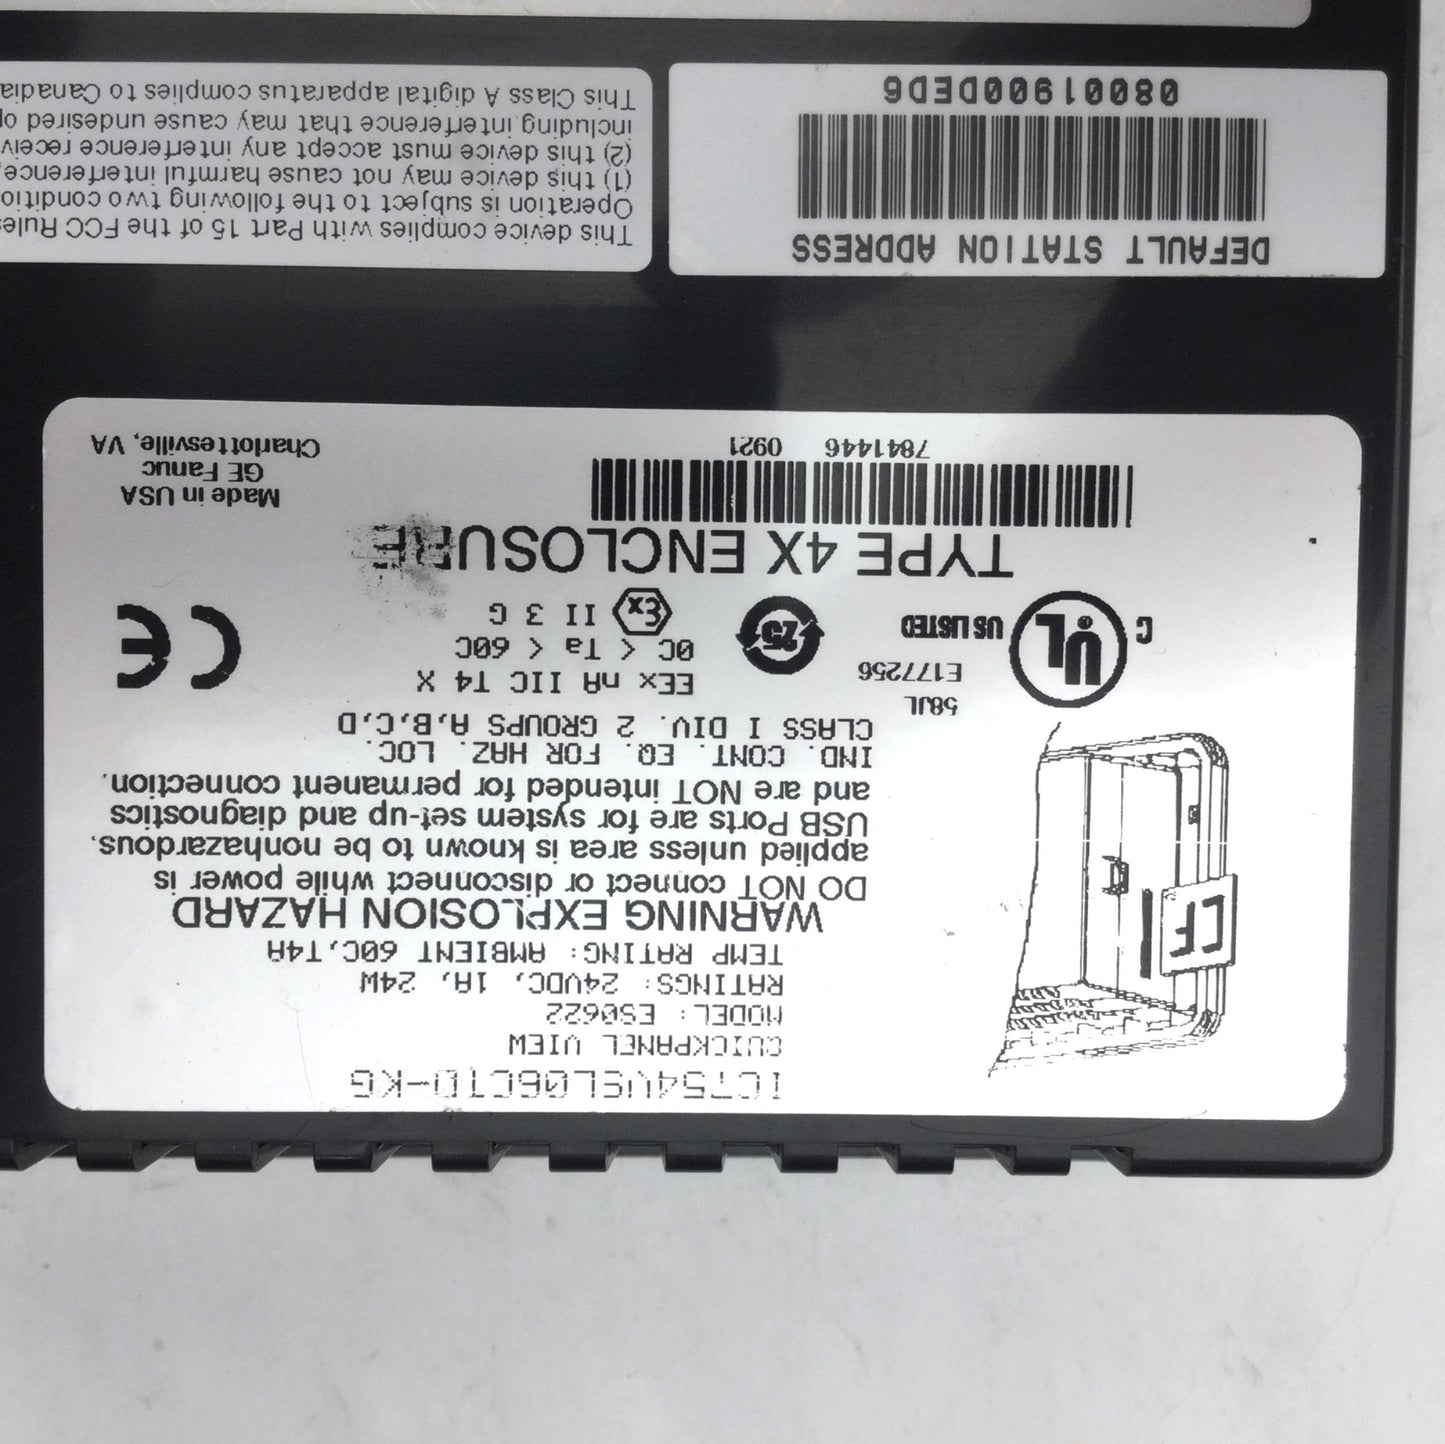 IC754VSL06CTD-KG
QUICKPANEL VIEW
MODEL: ES0622
RATINGS: 24VDC, 1A, 24W
TEMP RATING: AMBIENT 60C,T4A
WARNING EXPLOSION HAZARD
DO NOT connect or disconnect while power is
applied unless area is known to be nonhazardous.
USB Ports are for system set-up and diagnostics
and are NOT intended for permanent connection.
IND. CONT. EQ. FOR HAZ. LOC.
CLASS I DIV. 2 GROUPS A,B,C,D
CF
58JL
E177256
C UL US LISTED
25
EEx nA IIC T4 X
0C < Ta < 60C
Ex II 3 G
CE
TYPE 4X ENCLOSURE
7841446 0921
Made in USA
GE Fanuc
Charlottesville, VA
DEFAULT STATION ADDRESS
08001900DED6
This device complies with Part 15 of the FCC Rules
Operation is subject to the following two
(1) this device may not cause harmful interference,
(2) this device must accept any interference
including interference that may cause undesired
This Class A digital apparatus complies to